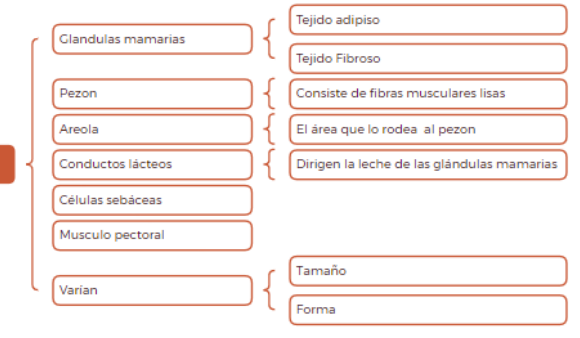 Glandulas mamarias
Tejido adipiso
Tejido Fibroso
Pezon
Consiste de fibras musculares lisas
Areola
El área que lo rodea al pezon
Conductos lácteos
Dirigen la leche de las glándulas mamarias
Células sebáceas
Musculo pectoral
Varían
Tamaño
Forma